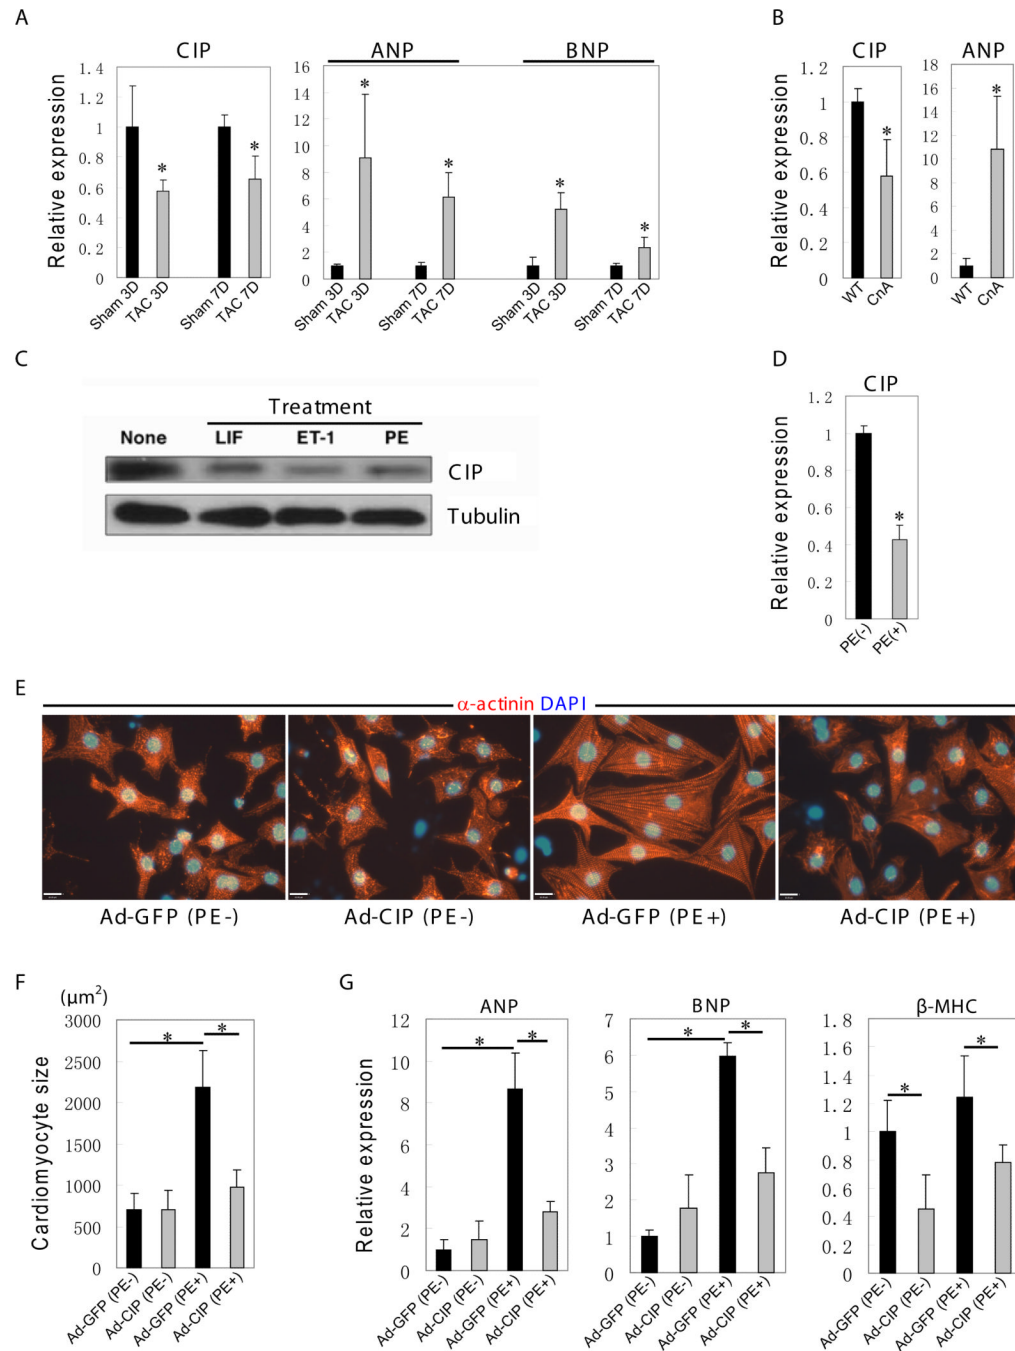 A
CIP
Relative expression
1.4
1.2
1
0.8
0.6
0.4
0.2
0
*
*
Sham 3D
TAC 3D
Sham 7D
TAC 7D
ANP
BNP
16
14
12
10
8
6
4
2
0
*
*
*
*
Sham 3D
TAC 3D
Sham 7D
TAC 7D
Sham 3D
TAC 3D
Sham 7D
TAC 7D
B
CIP
Relative expression
1.2
1
0.8
0.6
0.4
0.2
0
*
WT
CnA
ANP
18
16
14
12
10
8
6
4
2
0
*
WT
CnA
C
Treatment
None LIF ET-1 PE
CIP
Tubulin
D
CIP
Relative expression
1.2
1
0.8
0.6
0.4
0.2
0
*
PE(-)
PE(+)
E
α-actinin DAPI
Ad-GFP (PE-)
Ad-CIP (PE-)
Ad-GFP (PE+)
Ad-CIP (PE+)
F
(μm²)
Cardiomyocyte size
3000
2500
2000
1500
1000
500
0
*
*
Ad-GFP (PE-)
Ad-CIP (PE-)
Ad-GFP (PE+)
Ad-CIP (PE+)
G
ANP
Relative expression
12
10
8
6
4
2
0
*
*
Ad-GFP (PE-)
Ad-CIP (PE-)
Ad-GFP (PE+)
Ad-CIP (PE+)
BNP
7
6
5
4
3
2
1
0
*
*
Ad-GFP (PE-)
Ad-CIP (PE-)
Ad-GFP (PE+)
Ad-CIP (PE+)
β-MHC
1.8
1.6
1.4
1.2
1
0.8
0.6
0.4
0.2
0
*
*
Ad-GFP (PE-)
Ad-CIP (PE-)
Ad-GFP (PE+)
Ad-CIP (PE+)